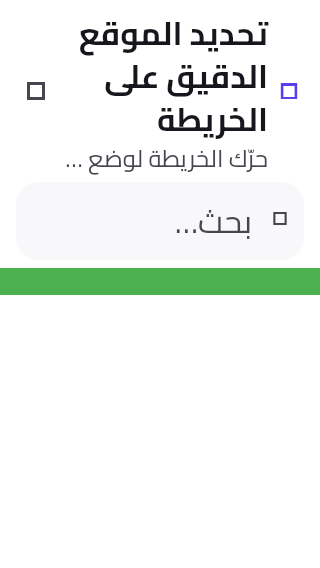 تحديد الموقع
الدقيق على
الخريطة
حرّك الخريطة لوضع ...
بحث...